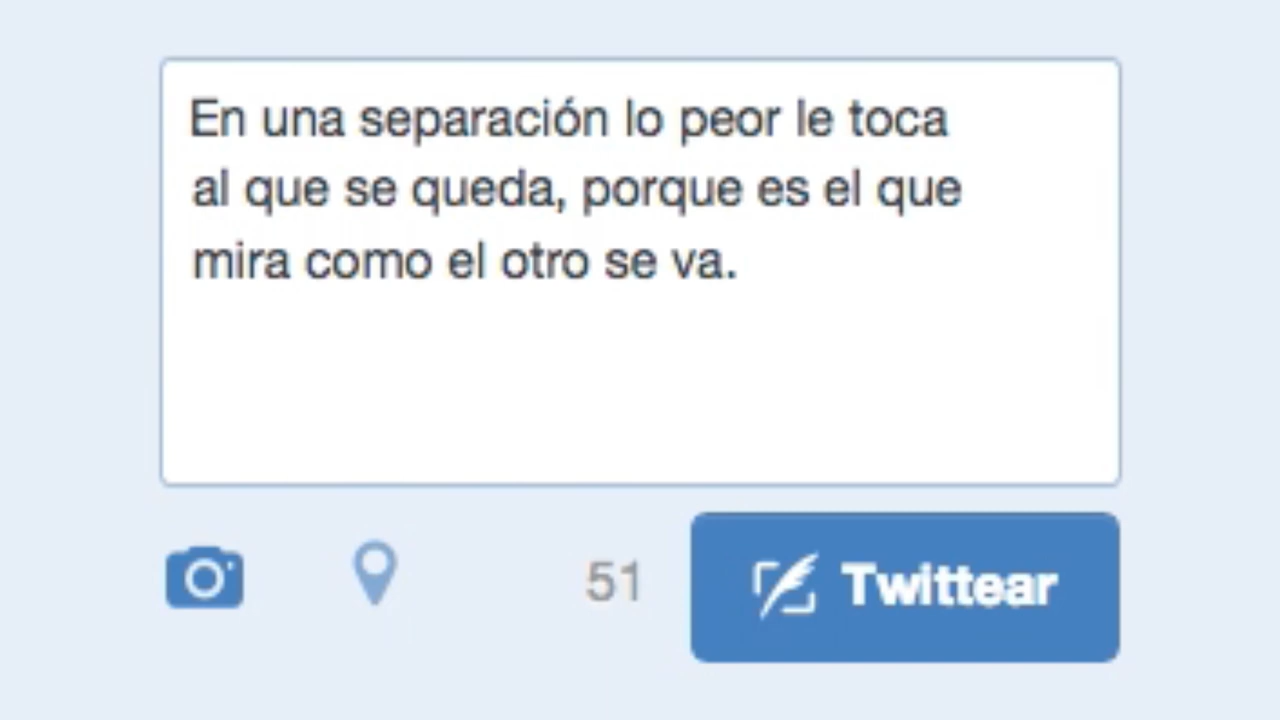 En una separación lo peor le toca
al que se queda, porque es el que
mira como el otro se va.
51
Twittear